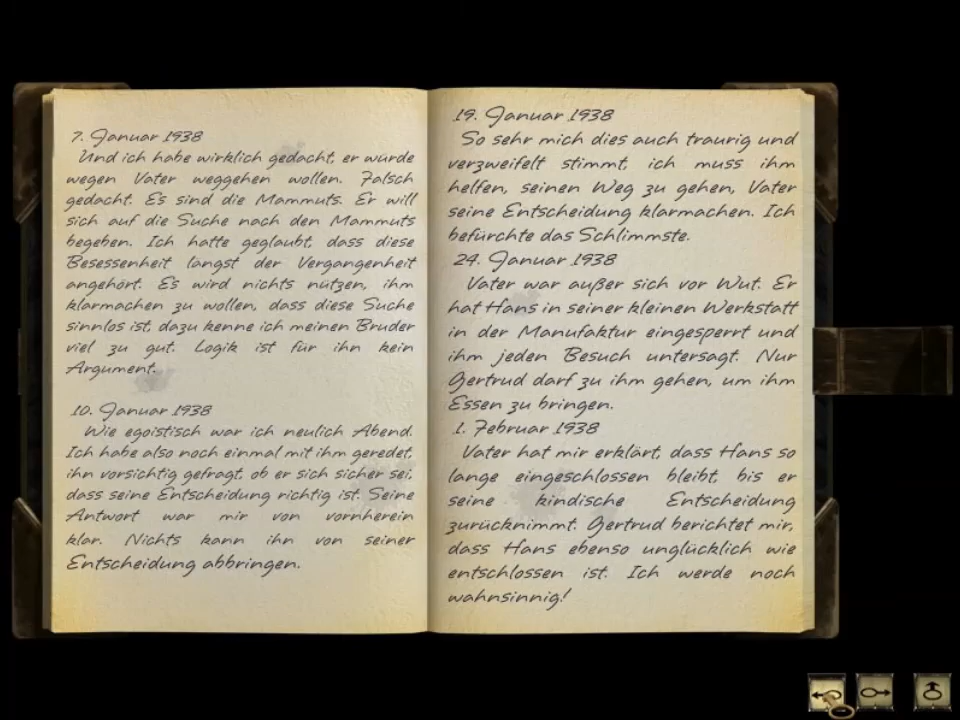 7. Januar 1938
Und ich habe wirklich gedacht, er würde
wegen Vater weggehen wollen. Falsch
gedacht. Es sind die Mammuts. Er will
sich auf die Suche nach den Mammuts
begeben. Ich hatte geglaubt, dass diese
Besessenheit längst der Vergangenheit
angehört. Es wird nichts nützen, ihm
klarmachen zu wollen, dass diese Suche
sinnlos ist, dazu kenne ich meinen Bruder
viel zu gut. Logik ist für ihn kein
Argument.
10. Januar 1938
Wie egoistisch war ich neulich Abend.
Ich habe also noch einmal mit ihm geredet,
ihn vorsichtig gefragt, ob er sich sicher sei,
dass seine Entscheidung richtig ist. Seine
Antwort war mir von vornherein
klar. Nichts kann ihn von seiner
Entscheidung abbringen.
19. Januar 1938
So sehr mich dies auch traurig und
verzweifelt stimmt, ich muss ihm
helfen, seinen Weg zu gehen, Vater
seine Entscheidung klarmachen. Ich
befürchte das Schlimmste.
24. Januar 1938
Vater war außer sich vor Wut. Er
hat Hans in seiner kleinen Werkstatt
in der Manufaktur eingesperrt und
ihm jeden Besuch untersagt. Nur
Gertrud darf zu ihm gehen, um ihm
Essen zu bringen.
1. Februar 1938
Vater hat mir erklärt, dass Hans so
lange eingeschlossen bleibt, bis er
seine kindische Entscheidung
zurücknimmt. Gertrud berichtet mir,
dass Hans ebenso unglücklich wie
entschlossen ist. Ich werde noch
wahnsinnig!